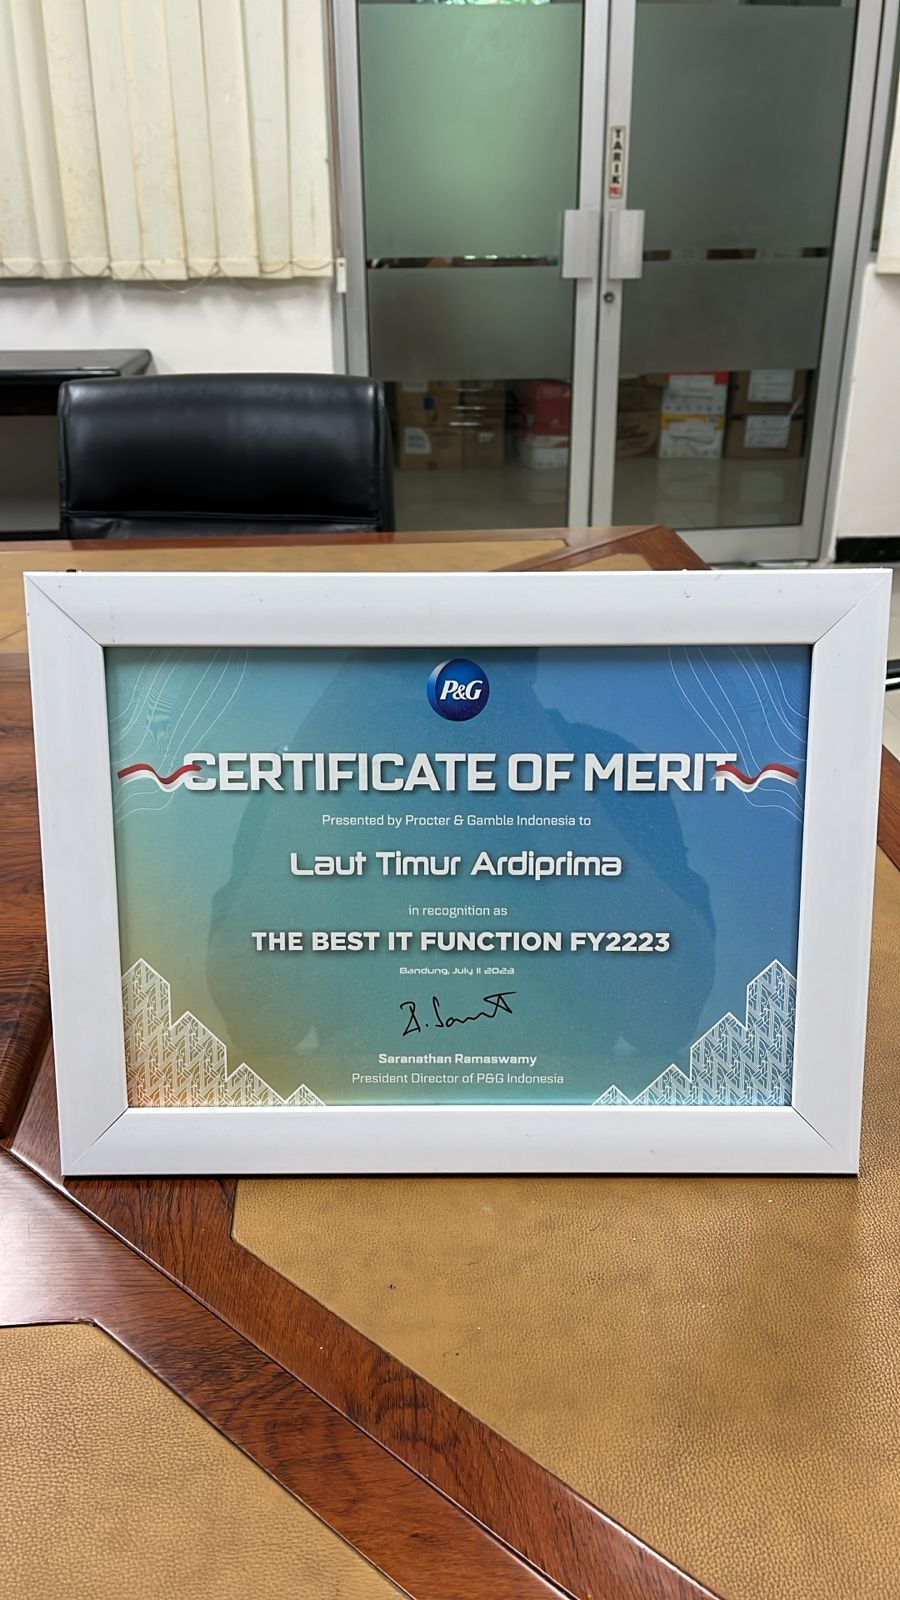 TARIK
PULL
P&G
CERTIFICATE OF MERIT
Presented by Procter & Gamble Indonesia to
Laut Timur Ardiprima
in recognition as
THE BEST IT FUNCTION FY2223
Bandung, July 11 2023
Saranathan Ramaswamy
President Director of P&G Indonesia